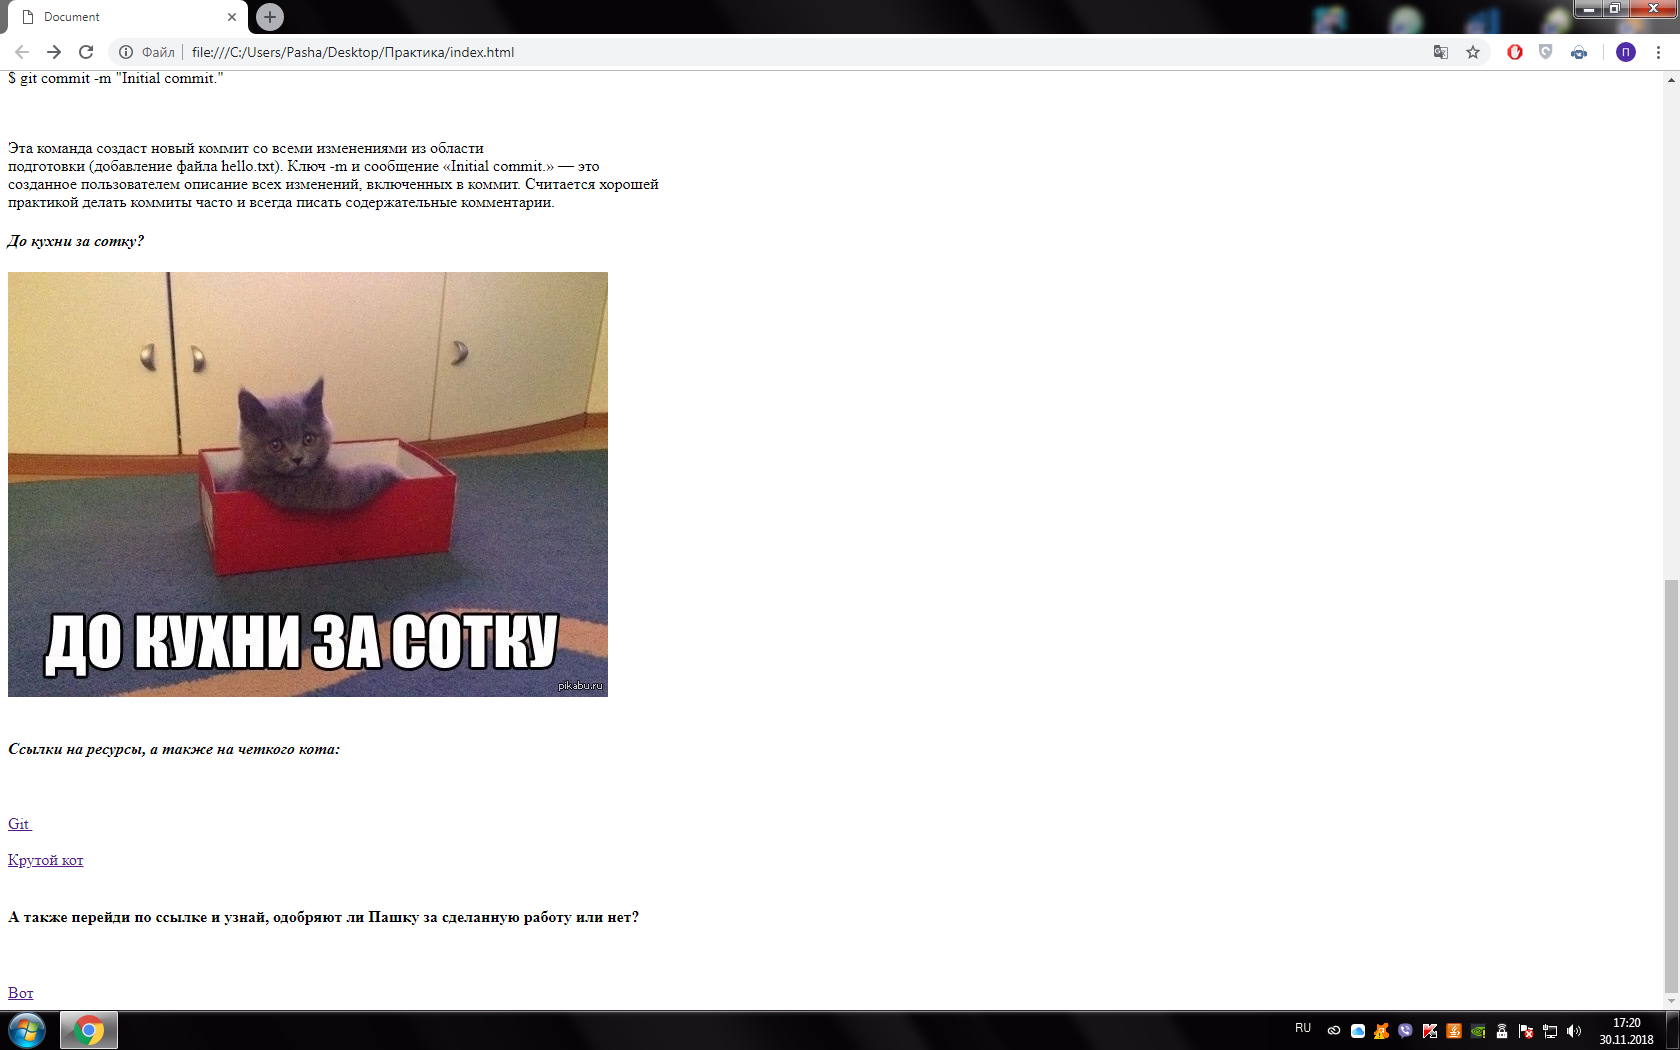 Document
Файл
file:///C:/Users/Pasha/Desktop/Практика/index.html
П
$ git commit -m "Initial commit."
Эта команда создаст новый коммит со всеми изменениями из области
подготовки (добавление файла hello.txt). Ключ -m и сообщение «Initial commit.» — это
созданное пользователем описание всех изменений, включенных в коммит. Считается хорошей
практикой делать коммиты часто и всегда писать содержательные комментарии.
До кухни за сотку?
ДО КУХНИ ЗА СОТКУ
pikabu.ru
Ссылки на ресурсы, а также на четкого кота:
Git
Крутой кот
А также перейди по ссылке и узнай, одобряют ли Пашку за сделанную работу или нет?
Вот
RU
17:20
30.11.2018